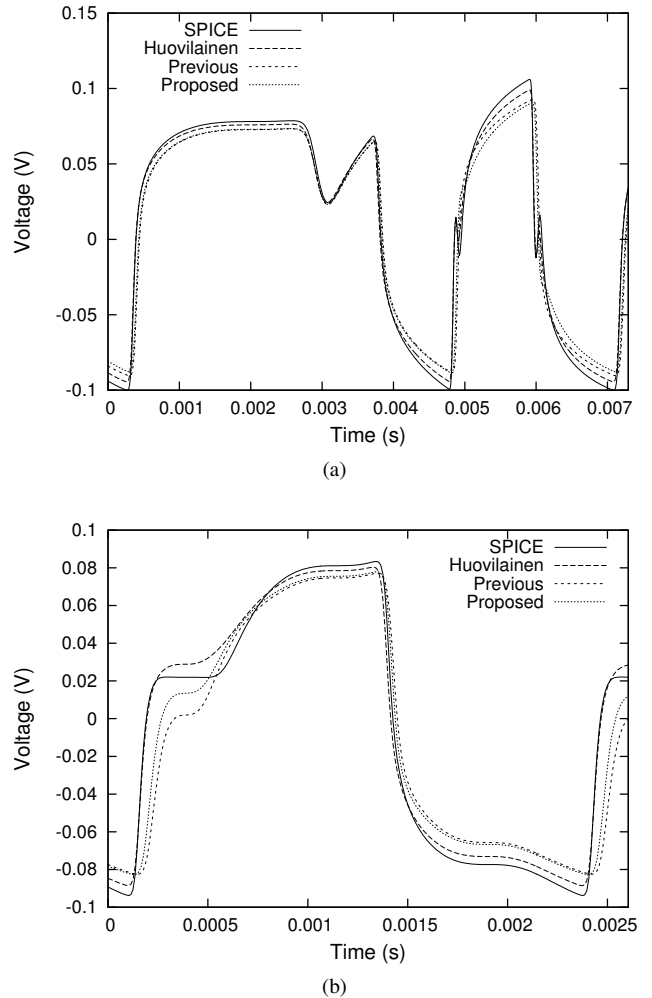 0.15
0.1
0.05
0
-0.05
-0.1
Voltage (V)
SPICE
Huovilainen
Previous
Proposed
0 0.001 0.002 0.003 0.004 0.005 0.006 0.007
Time (s)
(a)
0.1
0.08
0.06
0.04
0.02
0
-0.02
-0.04
-0.06
-0.08
-0.1
Voltage (V)
SPICE
Huovilainen
Previous
Proposed
0 0.0005 0.001 0.0015 0.002 0.0025
Time (s)
(b)